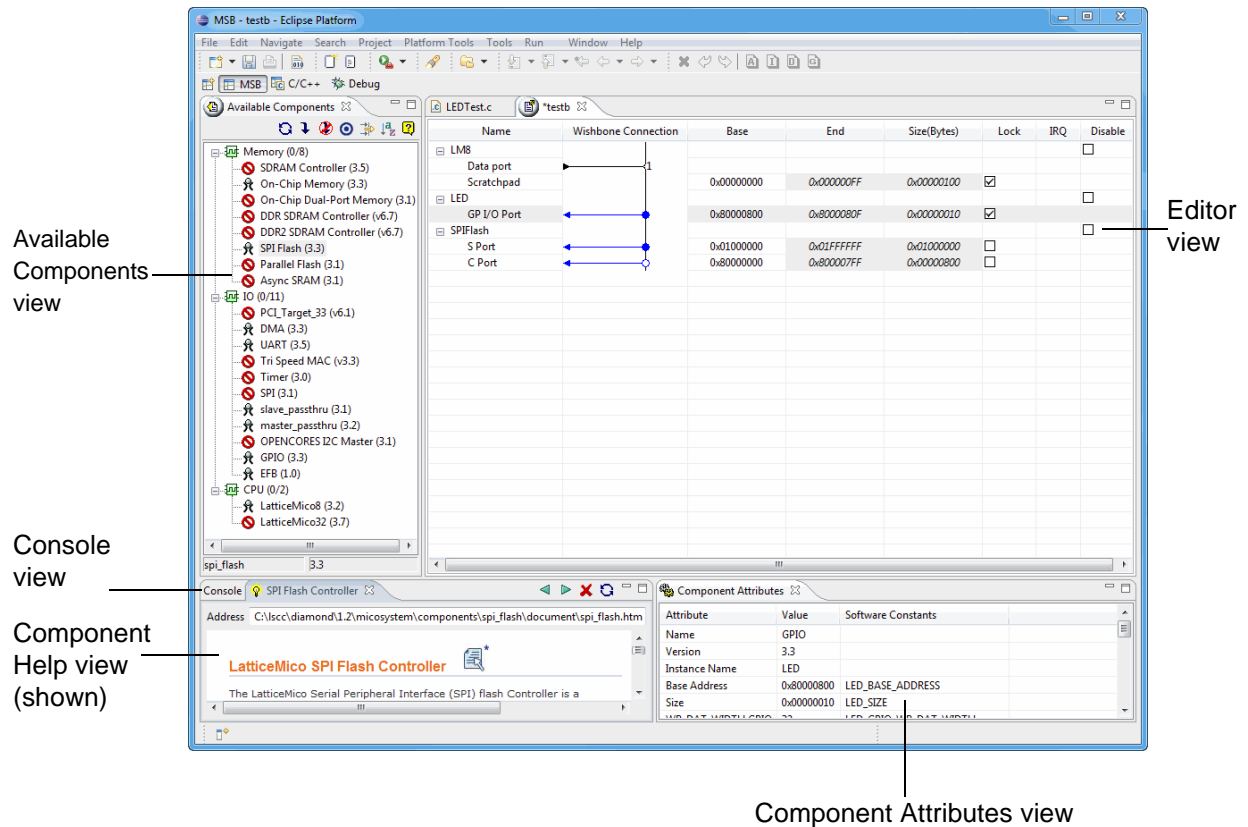 MSB - testb - Eclipse Platform
File Edit Navigate Search Project Platform Tools Tools Run Window Help
MSB C/C++ Debug
Available Components
Memory (0/8)
SDRAM Controller (3.5)
On-Chip Memory (3.3)
On-Chip Dual-Port Memory (3.1)
DDR SDRAM Controller (v6.7)
DDR2 SDRAM Controller (v6.7)
SPI Flash (3.3)
Parallel Flash (3.1)
Async SRAM (3.1)
IO (0/11)
PCI_Target_33 (v6.1)
DMA (3.3)
UART (3.5)
Tri Speed MAC (v3.3)
Timer (3.0)
SPI (3.1)
slave_passthru (3.1)
master_passthru (3.2)
OPENCORES I2C Master (3.1)
GPIO (3.3)
EFB (1.0)
CPU (0/2)
LatticeMico8 (3.2)
LatticeMico32 (3.7)
spi_flash 3.3
LEDTest.c *testb
Name Wishbone Connection Base End Size(Bytes) Lock IRQ Disable
LM8
Data port 1
Scratchpad 0x00000000 0x000000FF 0x00000100
LED
GP I/O Port 0x80000800 0x8000080F 0x00000010
SPIFlash
S Port 0x01000000 0x01FFFFFF 0x01000000
C Port 0x80000000 0x800007FF 0x00000800
Console SPI Flash Controller
Address C:\lscc\diamond\1.2\micosystem\components\spi_flash\document\spi_flash.htm
LatticeMico SPI Flash Controller *
The LatticeMico Serial Peripheral Interface (SPI) flash Controller is a
Component Attributes
Attribute Value Software Constants
Name GPIO
Version 3.3
Instance Name LED
Base Address 0x80000800 LED_BASE_ADDRESS
Size 0x00000010 LED_SIZE
Available
Components
view
Console
view
Component
Help view
(shown)
Editor
view
Component Attributes view